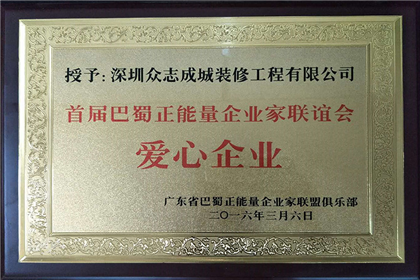 授予:深圳众志成城装修工程有限公司
首届巴蜀正能量企业家联谊会
爱心企业
广东省巴蜀正能量企业家联盟俱乐部
二〇一六年三月六日